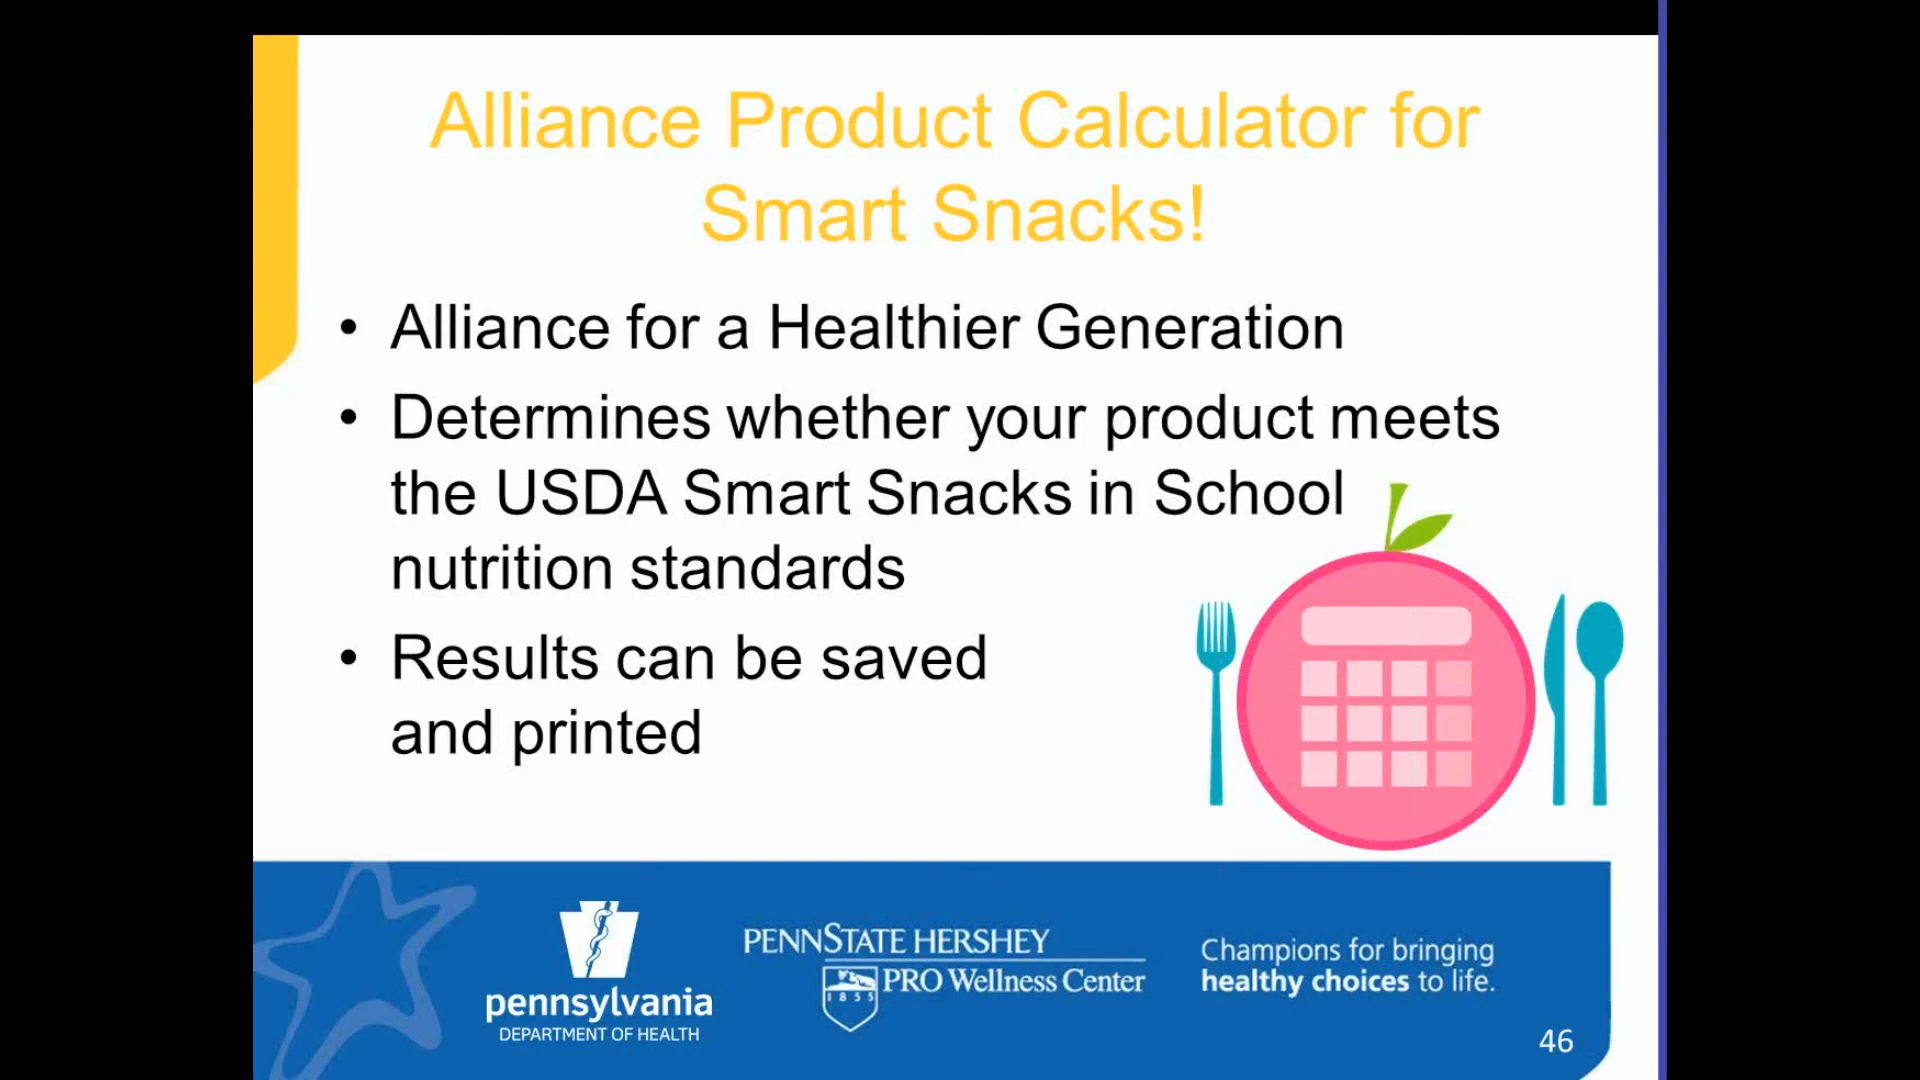 Alliance Product Calculator for
Smart Snacks!
• Alliance for a Healthier Generation
• Determines whether your product meets
the USDA Smart Snacks in School
nutrition standards
• Results can be saved
and printed
pennsylvania
DEPARTMENT OF HEALTH
PENNSTATE HERSHEY
PRO Wellness Center
1855
Champions for bringing
healthy choices to life.
46